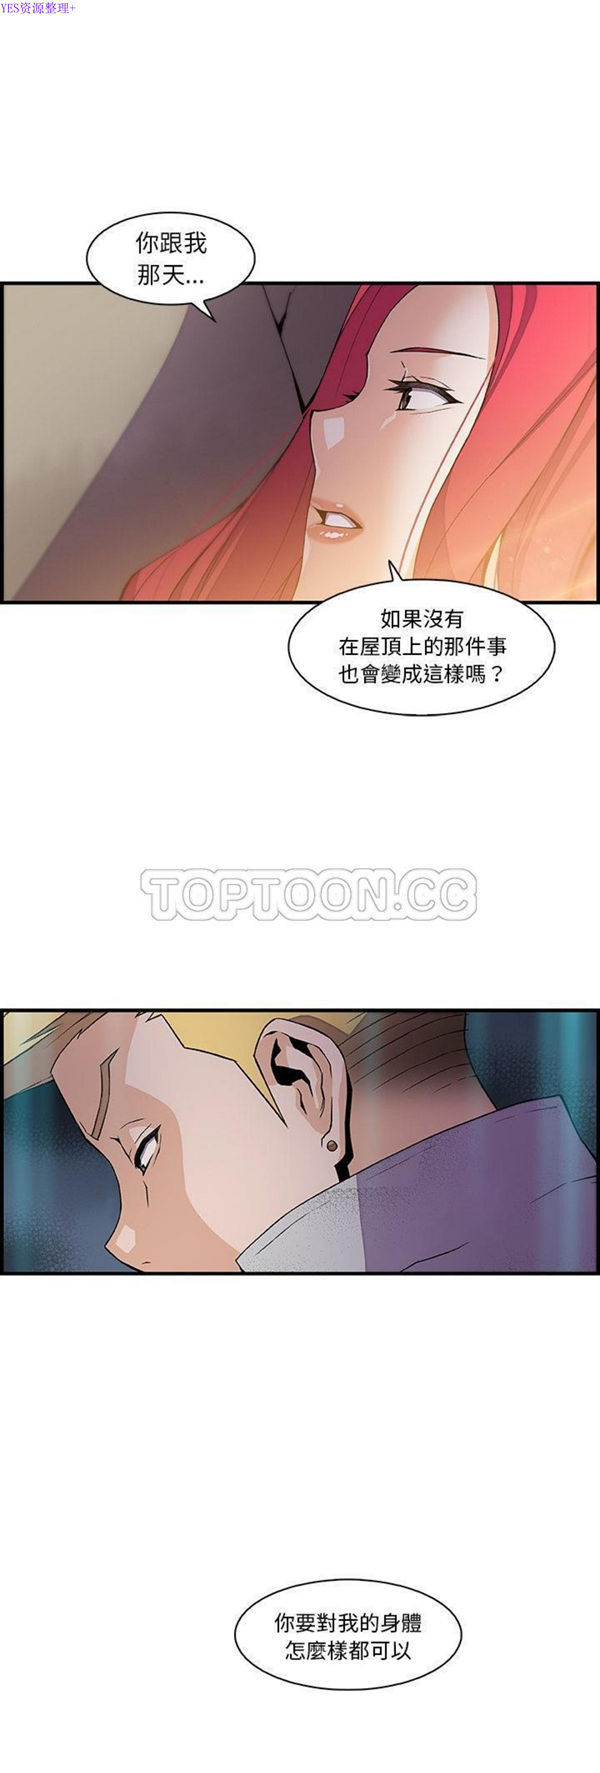 YES资源整理+
你跟我
那天...
如果沒有
在屋頂上的那件事
也會變成這樣嗎？
TOPTOON.CC
你要對我的身體
怎麼樣都可以